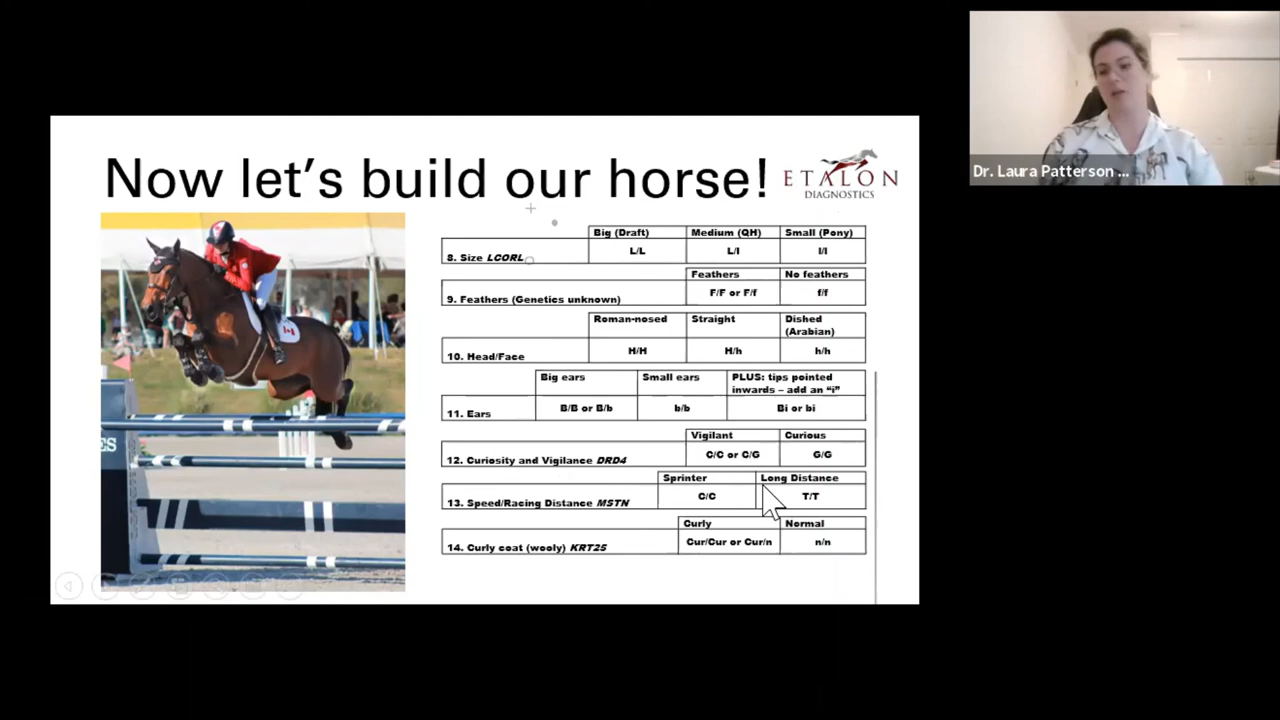 Dr. Laura Patterson ...
Now let's build our horse!
ETALON
DIAGNOSTICS
Big (Draft) Medium (QH) Small (Pony)
8. Size LCORL L/L L/l l/l
Feathers No feathers
9. Feathers (Genetics unknown) F/F or F/f f/f
Roman-nosed Straight Dished (Arabian)
10. Head/Face H/H H/h h/h
Big ears Small ears PLUS: tips pointed inwards – add an "i"
11. Ears B/B or B/b b/b Bi or bi
Vigilant Curious
12. Curiosity and Vigilance DRD4 C/C or C/G G/G
Sprinter Long Distance
13. Speed/Racing Distance MSTN C/C T/T
Curly Normal
14. Curly coat (wooly) KRT25 Cur/Cur or Cur/n n/n
ES